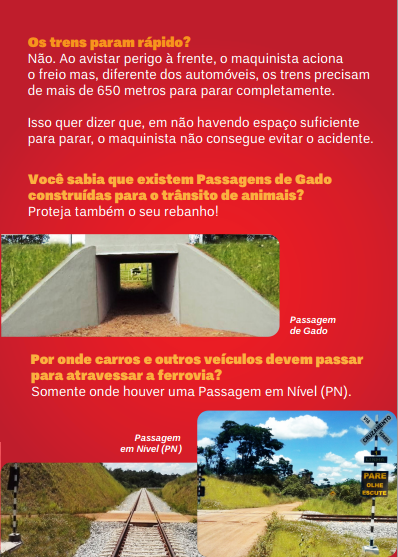 Os trens param rápido?
Não. Ao avistar perigo à frente, o maquinista aciona
o freio mas, diferente dos automóveis, os trens precisam
de mais de 650 metros para parar completamente.
Isso quer dizer que, em não havendo espaço suficiente
para parar, o maquinista não consegue evitar o acidente.
Você sabia que existem Passagens de Gado
construídas para o trânsito de animais?
Proteja também o seu rebanho!
Passagem
de Gado
Por onde carros e outros veículos devem passar
para atravessar a ferrovia?
Somente onde houver uma Passagem em Nível (PN).
Passagem
em Nível (PN)
CRUZAMENTO
PARE
OLHE
ESCUTE